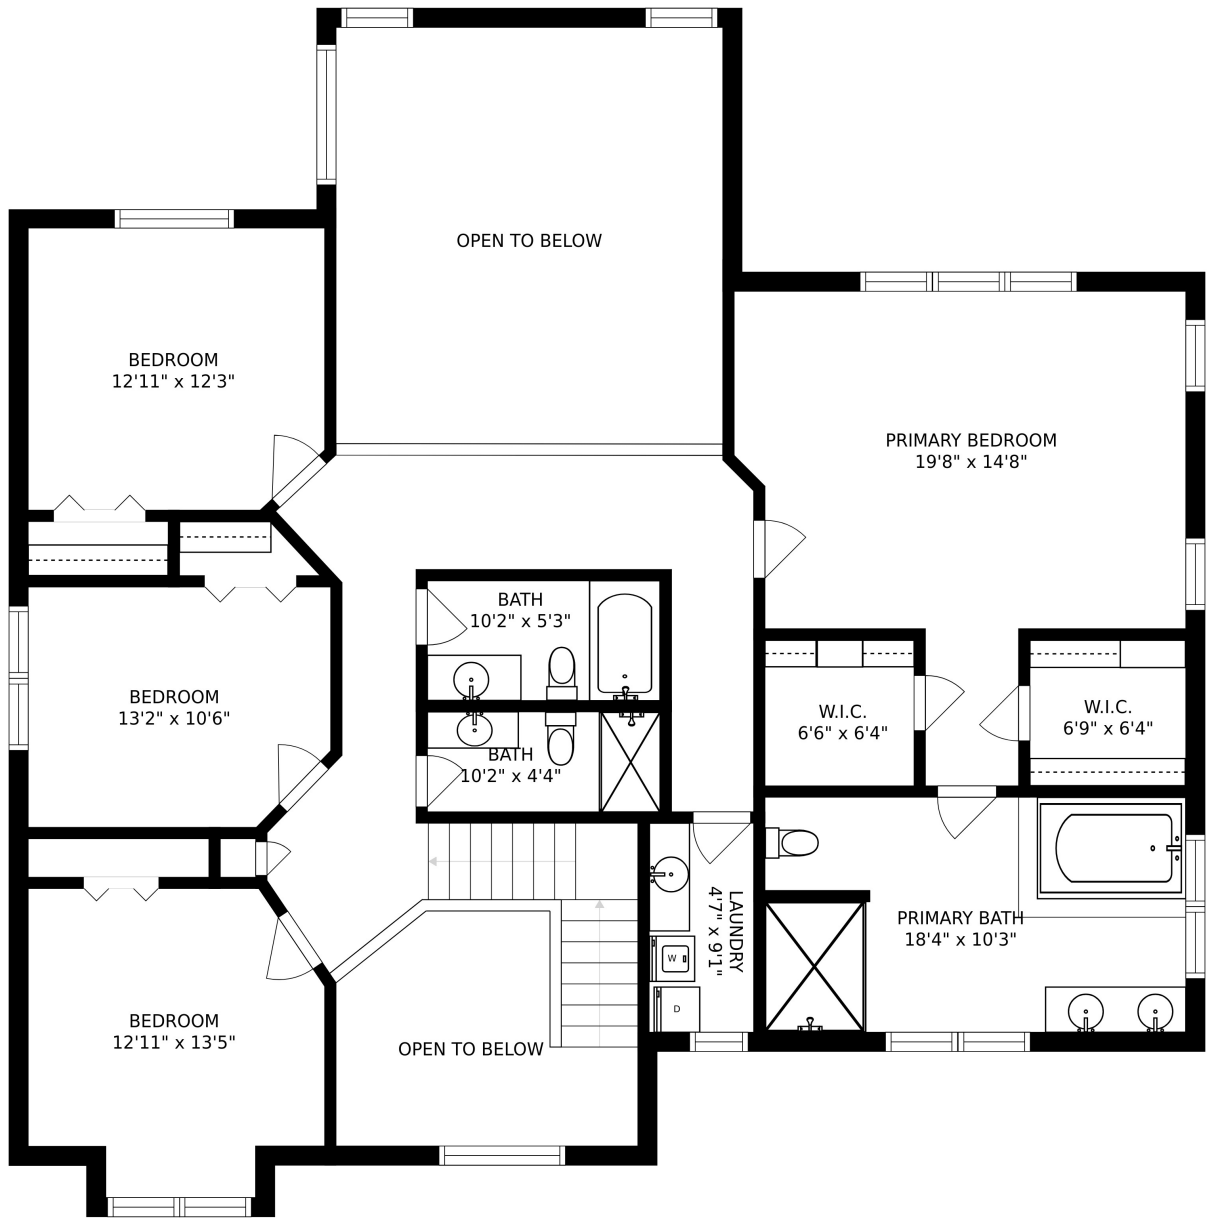 OPEN TO BELOW
BEDROOM
12'11" x 12'3"
PRIMARY BEDROOM
19'8" x 14'8"
BATH
10'2" x 5'3"
BEDROOM
13'2" x 10'6"
W.I.C.
6'6" x 6'4"
W.I.C.
6'9" x 6'4"
BATH
10'2" x 4'4"
LAUNDRY
4'7" x 9'1"
W
D
PRIMARY BATH
18'4" x 10'3"
BEDROOM
12'11" x 13'5"
OPEN TO BELOW